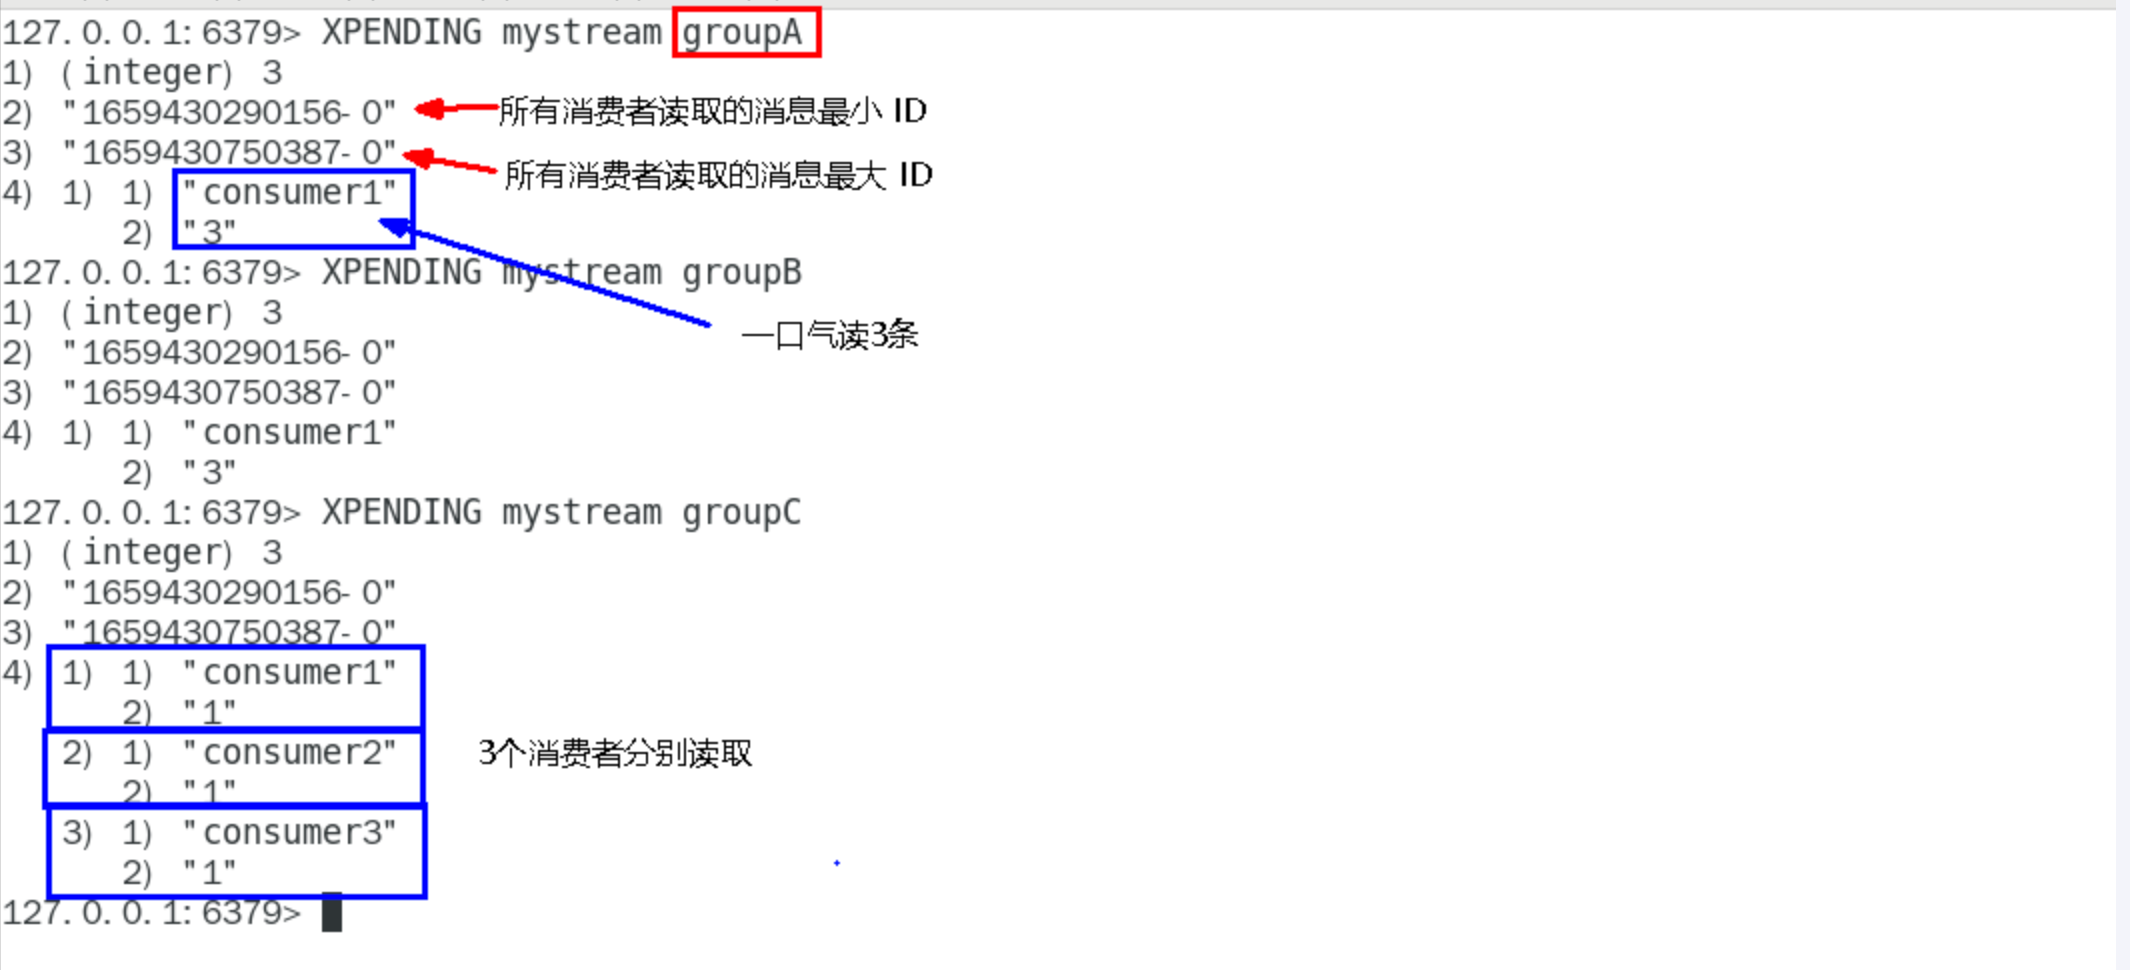 127.0.0.1:6379> XPENDING mystream groupA
1) (integer) 3
2) "1659430290156-0" 所有消费者读取的消息最小 ID
3) "1659430750387-0" 所有消费者读取的消息最大 ID
4) 1) 1) "consumer1"
2) "3"
127.0.0.1:6379> XPENDING mystream groupB
1) (integer) 3
一口气读3条
2) "1659430290156-0"
3) "1659430750387-0"
4) 1) 1) "consumer1"
2) "3"
127.0.0.1:6379> XPENDING mystream groupC
1) (integer) 3
2) "1659430290156-0"
3) "1659430750387-0"
4) 1) 1) "consumer1"
2) "1"
2) 1) "consumer2" 3个消费者分别读取
2) "1"
3) 1) "consumer3"
2) "1"
127.0.0.1:6379>